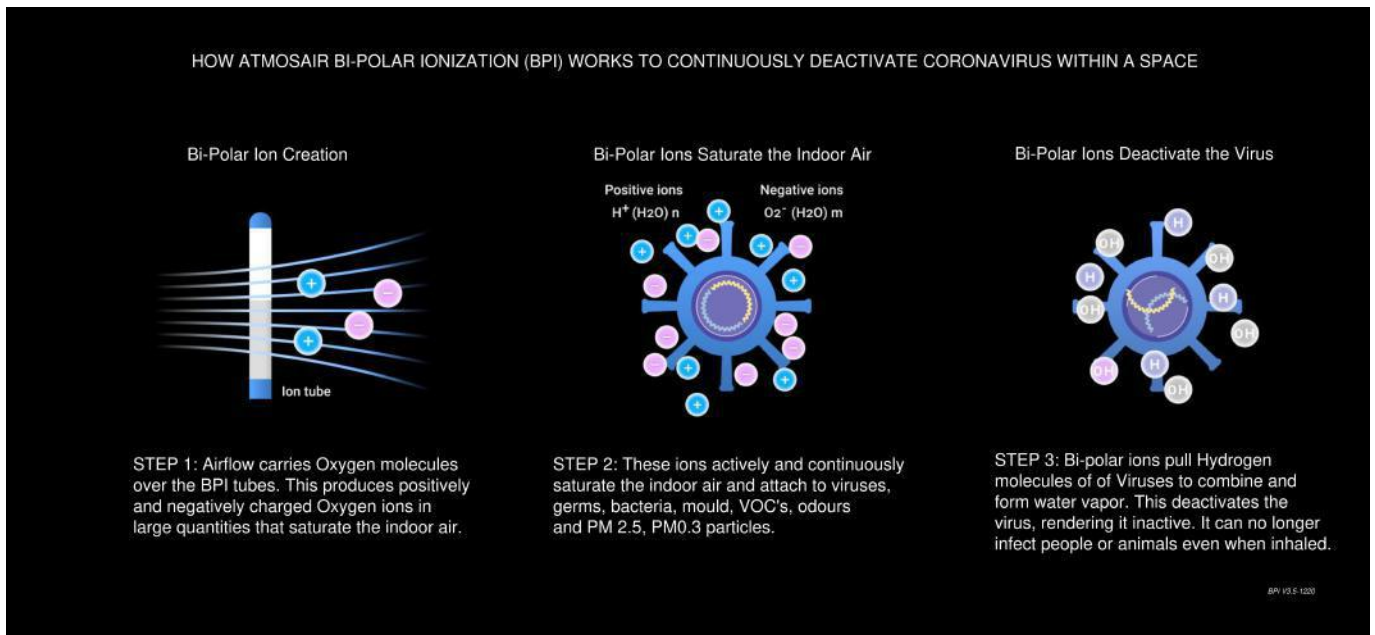 HOW ATMOSAIR BI-POLAR IONIZATION (BPI) WORKS TO CONTINUOUSLY DEACTIVATE CORONAVIRUS WITHIN A SPACE
Bi-Polar Ion Creation
+
−
−
+
Ion tube
STEP 1: Airflow carries Oxygen molecules
over the BPI tubes. This produces positively
and negatively charged Oxygen ions in
large quantities that saturate the indoor air.
Bi-Polar Ions Saturate the Indoor Air
Positive ions
H⁺ (H2O) n
Negative ions
O2⁻ (H2O) m
+
+
−
+
−
+
−
+
−
−
−
−
+
−
+
+
STEP 2: These ions actively and continuously
saturate the indoor air and attach to viruses,
germs, bacteria, mould, VOC's, odours
and PM 2.5, PM0.3 particles.
Bi-Polar Ions Deactivate the Virus
H
OH
OH
H
H
OH
OH
H
OH
OH
STEP 3: Bi-polar ions pull Hydrogen
molecules of of Viruses to combine and
form water vapor. This deactivates the
virus, rendering it inactive. It can no longer
infect people or animals even when inhaled.
BPI V3.5-1220